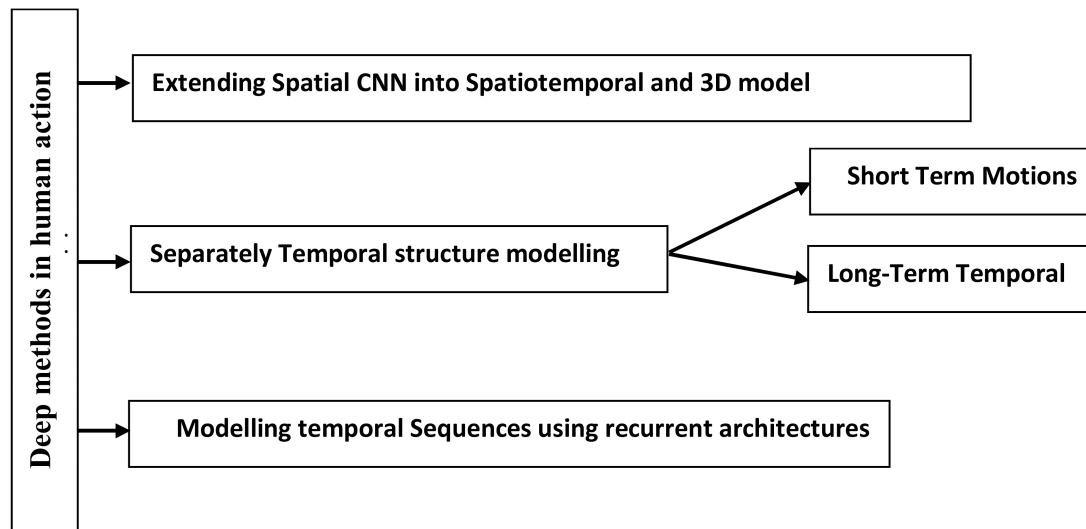 Deep methods in human action
Extending Spatial CNN into Spatiotemporal and 3D model
Short Term Motions
Separately Temporal structure modelling
Long-Term Temporal
Modelling temporal Sequences using recurrent architectures